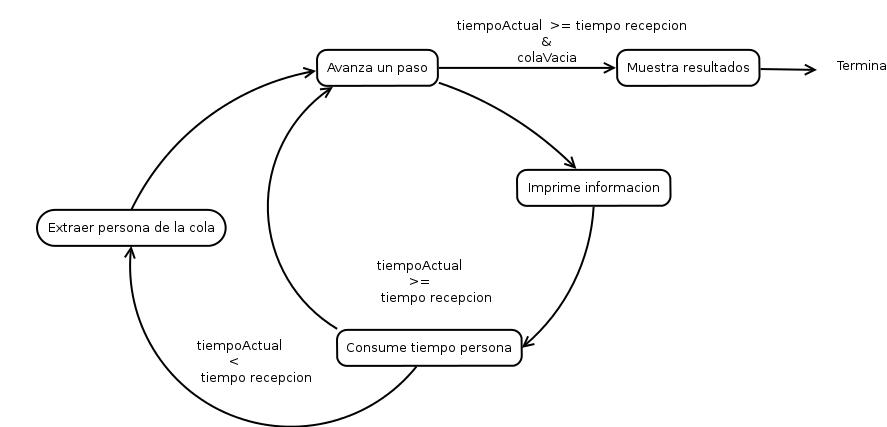 tiempoActual >= tiempo recepcion
&
colaVacia
Avanza un paso
Muestra resultados
Termina
Imprime informacion
Extraer persona de la cola
tiempoActual
>=
tiempo recepcion
Consume tiempo persona
tiempoActual
<
tiempo recepcion